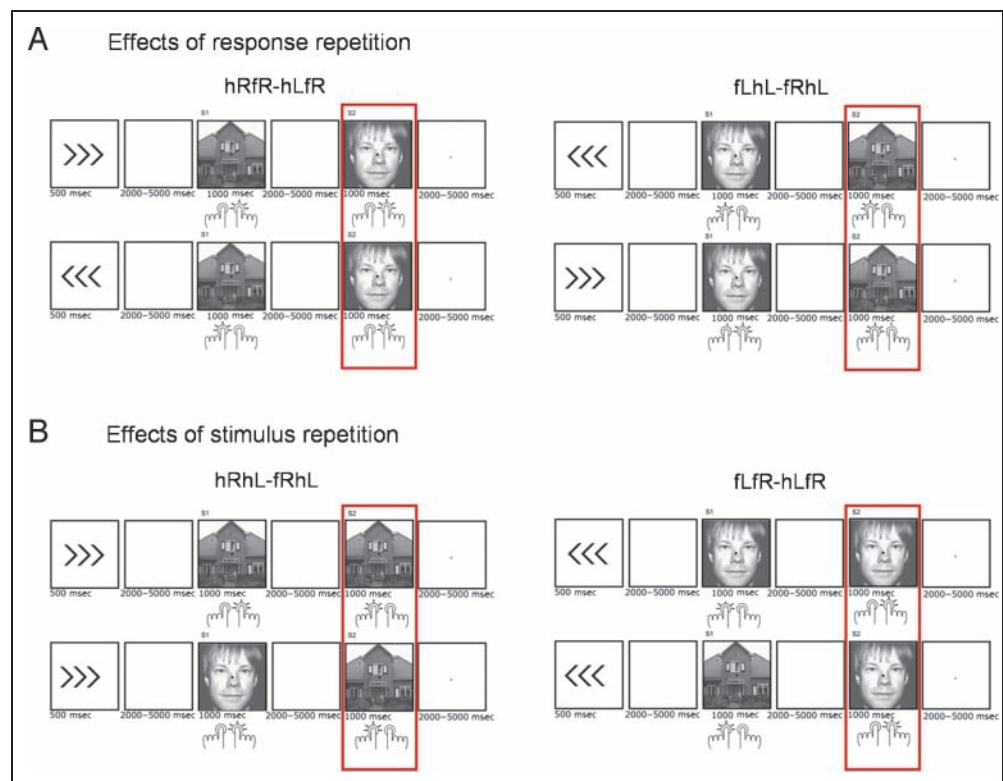 A Effects of response repetition
hRfR-hLfR
fLhL-fRhL
S1 S2
S1 S2
>>>
<<<
500 msec 2000−5000 msec 1000 msec 2000−5000 msec 1000 msec 2000−5000 msec
500 msec 2000−5000 msec 1000 msec 2000−5000 msec 1000 msec 2000−5000 msec
S1 S2
S1 S2
<<<
>>>
500 msec 2000−5000 msec 1000 msec 2000−5000 msec 1000 msec 2000−5000 msec
500 msec 2000−5000 msec 1000 msec 2000−5000 msec 1000 msec 2000−5000 msec
B Effects of stimulus repetition
hRhL-fRhL
fLfR-hLfR
S1 S2
S1 S2
>>>
<<<
500 msec 2000−5000 msec 1000 msec 2000−5000 msec 1000 msec 2000−5000 msec
500 msec 2000−5000 msec 1000 msec 2000−5000 msec 1000 msec 2000−5000 msec
S1 S2
S1 S2
>>>
<<<
500 msec 2000−5000 msec 1000 msec 2000−5000 msec 1000 msec 2000−5000 msec
500 msec 2000−5000 msec 1000 msec 2000−5000 msec 1000 msec 2000−5000 msec